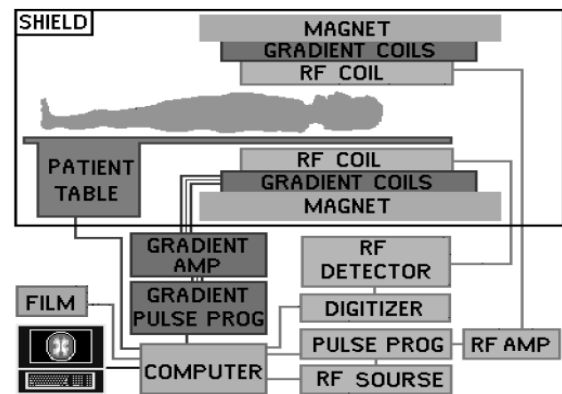 SHIELD
MAGNET
GRADIENT COILS
RF COIL
RF COIL
GRADIENT COILS
MAGNET
PATIENT
TABLE
GRADIENT
AMP
GRADIENT
PULSE PROG
RF
DETECTOR
DIGITIZER
FILM
PULSE PROG
RF AMP
COMPUTER
RF SOURSE